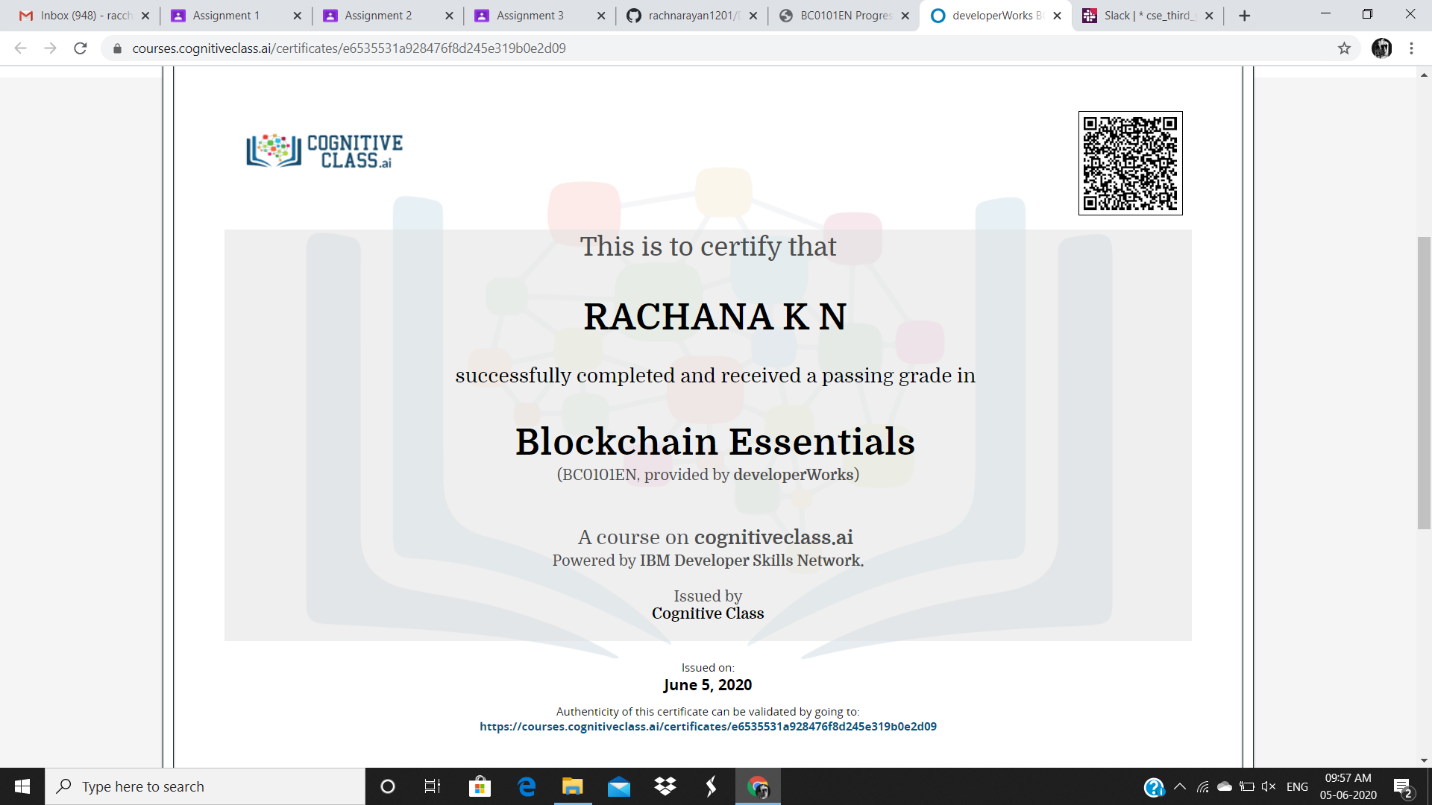 Inbox (948) - racch
Assignment 1
Assignment 2
Assignment 3
rachnarayan1201/
BC0101EN Progres
developerWorks B
Slack | * cse_third_
courses.cognitiveclass.ai/certificates/e6535531a928476f8d245e319b0e2d09
COGNITIVE
CLASS.ai
This is to certify that
RACHANA K N
successfully completed and received a passing grade in
Blockchain Essentials
(BC0101EN, provided by developerWorks)
A course on cognitiveclass.ai
Powered by IBM Developer Skills Network.
Issued by
Cognitive Class
Issued on:
June 5, 2020
Authenticity of this certificate can be validated by going to:
https://courses.cognitiveclass.ai/certificates/e6535531a928476f8d245e319b0e2d09
Type here to search
ENG
09:57 AM
05-06-2020
2